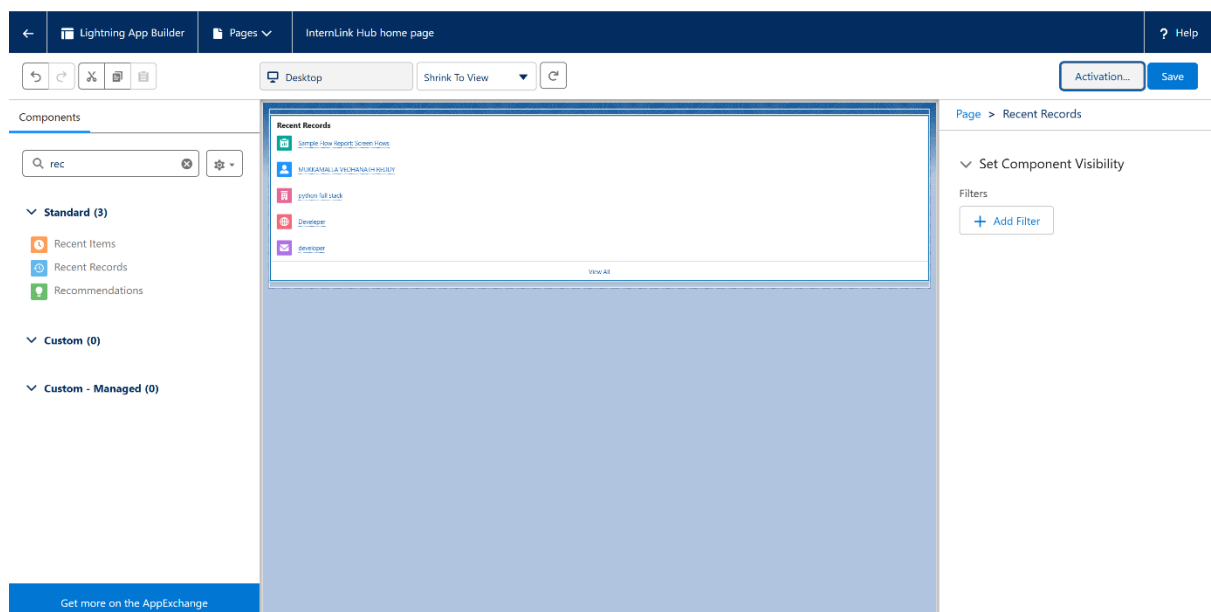 Lightning App Builder
Pages
InternLink Hub home page
? Help
Desktop
Shrink To View
Activation...
Save
Components
rec
Standard (3)
Recent Items
Recent Records
Recommendations
Custom (0)
Custom - Managed (0)
Get more on the AppExchange
Recent Records
Sample Flow Report: Screen Flows
MUKKAMALLA VEDHANATH REDDY
python full stack
Developer
developer
View All
Page > Recent Records
Set Component Visibility
Filters
Add Filter